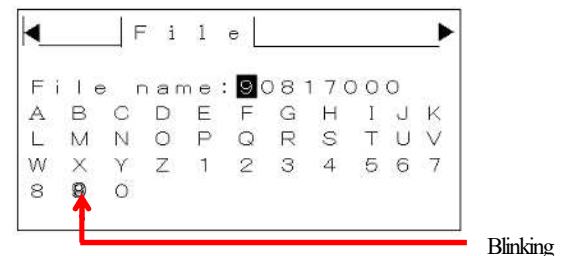 File
File name:90817000
A B C D E F G H I J K
L M N O P Q R S T U V
W X Y Z 1 2 3 4 5 6 7
8 9 0
Blinking